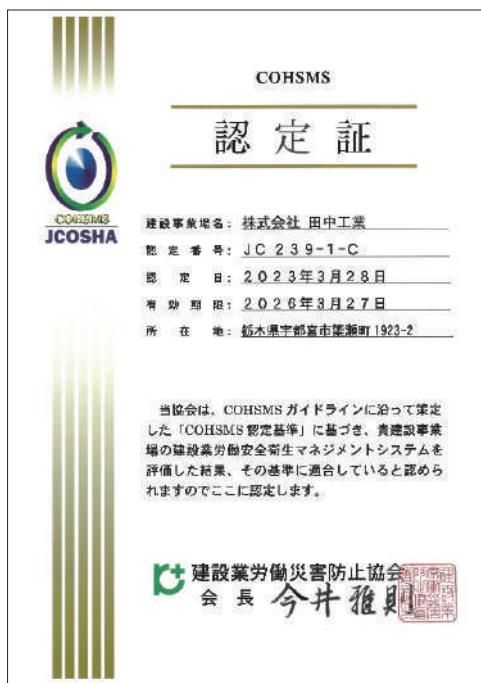 COHSMS
認定証
COHSMS
JCOSHA
建設事業場名：株式会社 田中工業
認定番号：JC 239-1-C
認定日：2023年3月28日
有効期限：2026年3月27日
所在地：栃木県宇都宮市簗瀬町1923-2
当協会は、COHSMSガイドラインに沿って策定
した「COHSMS認定基準」に基づき、貴建設事業
場の建設業労働安全衛生マネジメントシステムを
評価した結果、その基準に適合していると認めら
れますのでここに認定します。
建設業労働災害防止協会
会長 今井雅則